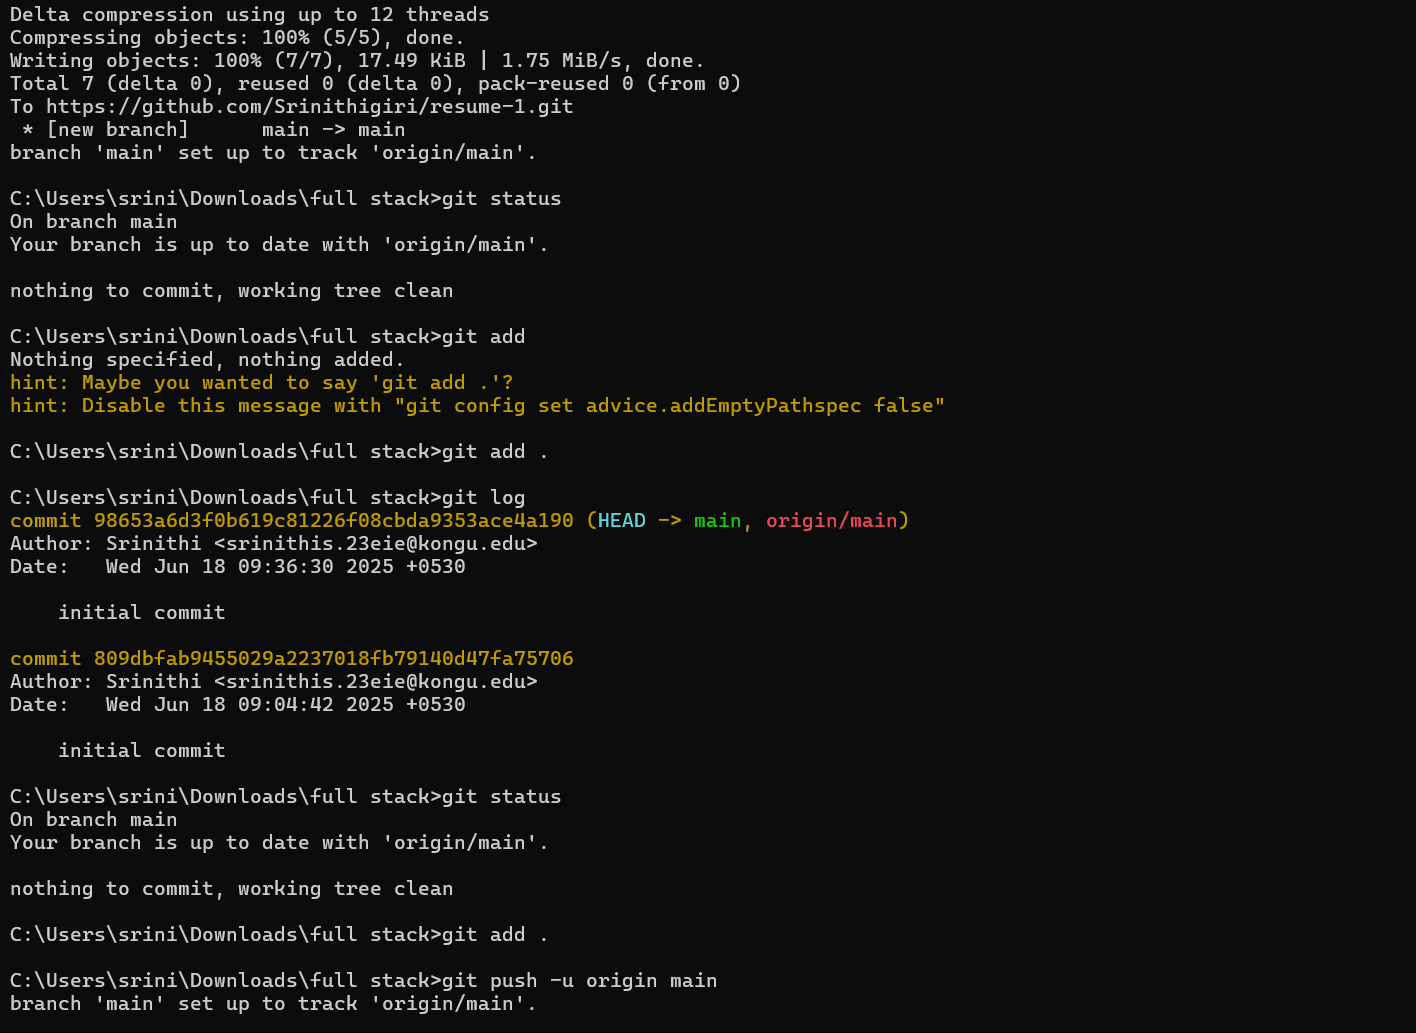 Delta compression using up to 12 threads
Compressing objects: 100% (5/5), done.
Writing objects: 100% (7/7), 17.49 KiB | 1.75 MiB/s, done.
Total 7 (delta 0), reused 0 (delta 0), pack-reused 0 (from 0)
To https://github.com/Srinithigiri/resume-1.git
 * [new branch]      main -> main
branch 'main' set up to track 'origin/main'.

C:\Users\srini\Downloads\full stack>git status
On branch main
Your branch is up to date with 'origin/main'.

nothing to commit, working tree clean

C:\Users\srini\Downloads\full stack>git add
Nothing specified, nothing added.
hint: Maybe you wanted to say 'git add .'?
hint: Disable this message with "git config set advice.addEmptyPathspec false"

C:\Users\srini\Downloads\full stack>git add .

C:\Users\srini\Downloads\full stack>git log
commit 98653a6d3f0b619c81226f08cbda9353ace4a190 (HEAD -> main, origin/main)
Author: Srinithi <srinithis.23eie@kongu.edu>
Date:   Wed Jun 18 09:36:30 2025 +0530

    initial commit

commit 809dbfab9455029a2237018fb79140d47fa75706
Author: Srinithi <srinithis.23eie@kongu.edu>
Date:   Wed Jun 18 09:04:42 2025 +0530

    initial commit

C:\Users\srini\Downloads\full stack>git status
On branch main
Your branch is up to date with 'origin/main'.

nothing to commit, working tree clean

C:\Users\srini\Downloads\full stack>git add .

C:\Users\srini\Downloads\full stack>git push -u origin main
branch 'main' set up to track 'origin/main'.